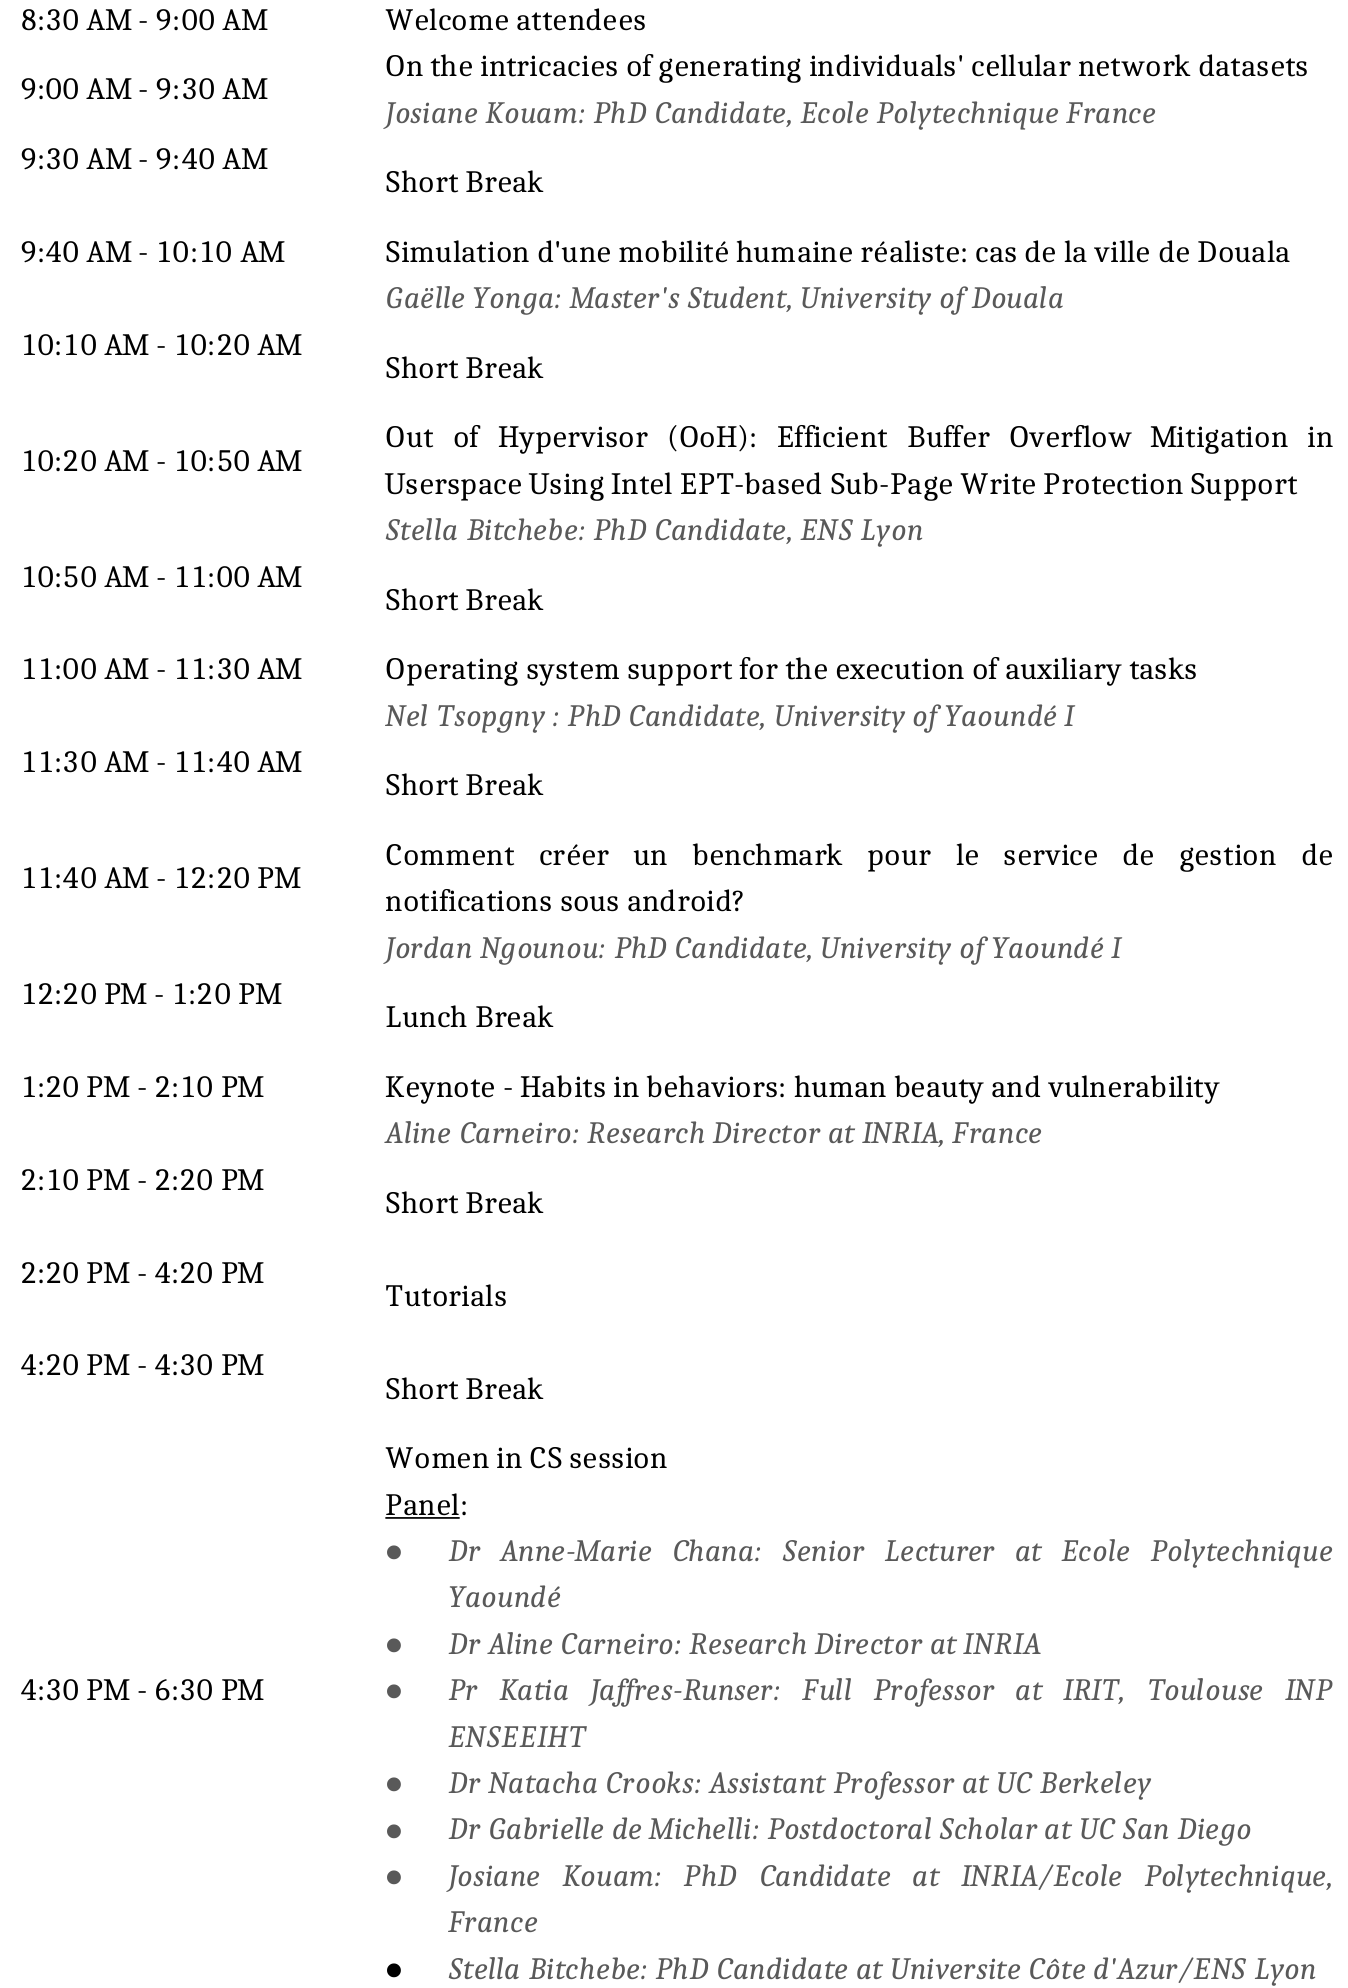 8:30 AM - 9:00 AM Welcome attendees
9:00 AM - 9:30 AM On the intricacies of generating individuals' cellular network datasets
Josiane Kouam: PhD Candidate, Ecole Polytechnique France
9:30 AM - 9:40 AM Short Break
9:40 AM - 10:10 AM Simulation d'une mobilité humaine réaliste: cas de la ville de Douala
Gaëlle Yonga: Master's Student, University of Douala
10:10 AM - 10:20 AM Short Break
10:20 AM - 10:50 AM Out of Hypervisor (OoH): Efficient Buffer Overflow Mitigation in
Userspace Using Intel EPT-based Sub-Page Write Protection Support
Stella Bitchebe: PhD Candidate, ENS Lyon
10:50 AM - 11:00 AM Short Break
11:00 AM - 11:30 AM Operating system support for the execution of auxiliary tasks
Nel Tsopgny : PhD Candidate, University of Yaoundé I
11:30 AM - 11:40 AM Short Break
11:40 AM - 12:20 PM Comment créer un benchmark pour le service de gestion de
notifications sous android?
Jordan Ngounou: PhD Candidate, University of Yaoundé I
12:20 PM - 1:20 PM Lunch Break
1:20 PM - 2:10 PM Keynote - Habits in behaviors: human beauty and vulnerability
Aline Carneiro: Research Director at INRIA, France
2:10 PM - 2:20 PM Short Break
2:20 PM - 4:20 PM Tutorials
4:20 PM - 4:30 PM Short Break
4:30 PM - 6:30 PM Women in CS session
Panel:
● Dr Anne-Marie Chana: Senior Lecturer at Ecole Polytechnique
Yaoundé
● Dr Aline Carneiro: Research Director at INRIA
● Pr Katia Jaffres-Runser: Full Professor at IRIT, Toulouse INP
ENSEEIHT
● Dr Natacha Crooks: Assistant Professor at UC Berkeley
● Dr Gabrielle de Michelli: Postdoctoral Scholar at UC San Diego
● Josiane Kouam: PhD Candidate at INRIA/Ecole Polytechnique,
France
● Stella Bitchebe: PhD Candidate at Universite Côte d'Azur/ENS Lyon